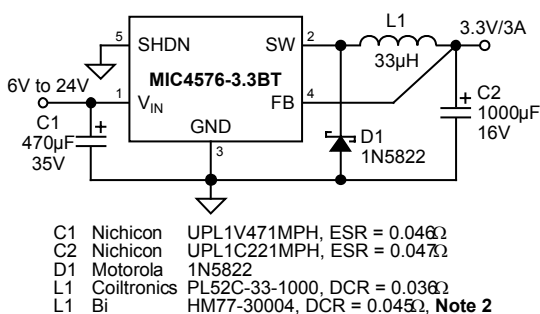 L1
3.3V/3A
33µH
5 SHDN SW 2
MIC4576-3.3BT
6V to 24V
1 VIN FB 4
GND
3
C1
470µF
35V
+
D1
1N5822
+
C2
1000µF
16V
C1 Nichicon UPL1V471MPH, ESR = 0.046Ω
C2 Nichicon UPL1C221MPH, ESR = 0.047Ω
D1 Motorola 1N5822
L1 Coiltronics PL52C-33-1000, DCR = 0.036Ω
L1 Bi HM77-30004, DCR = 0.045Ω, Note 2